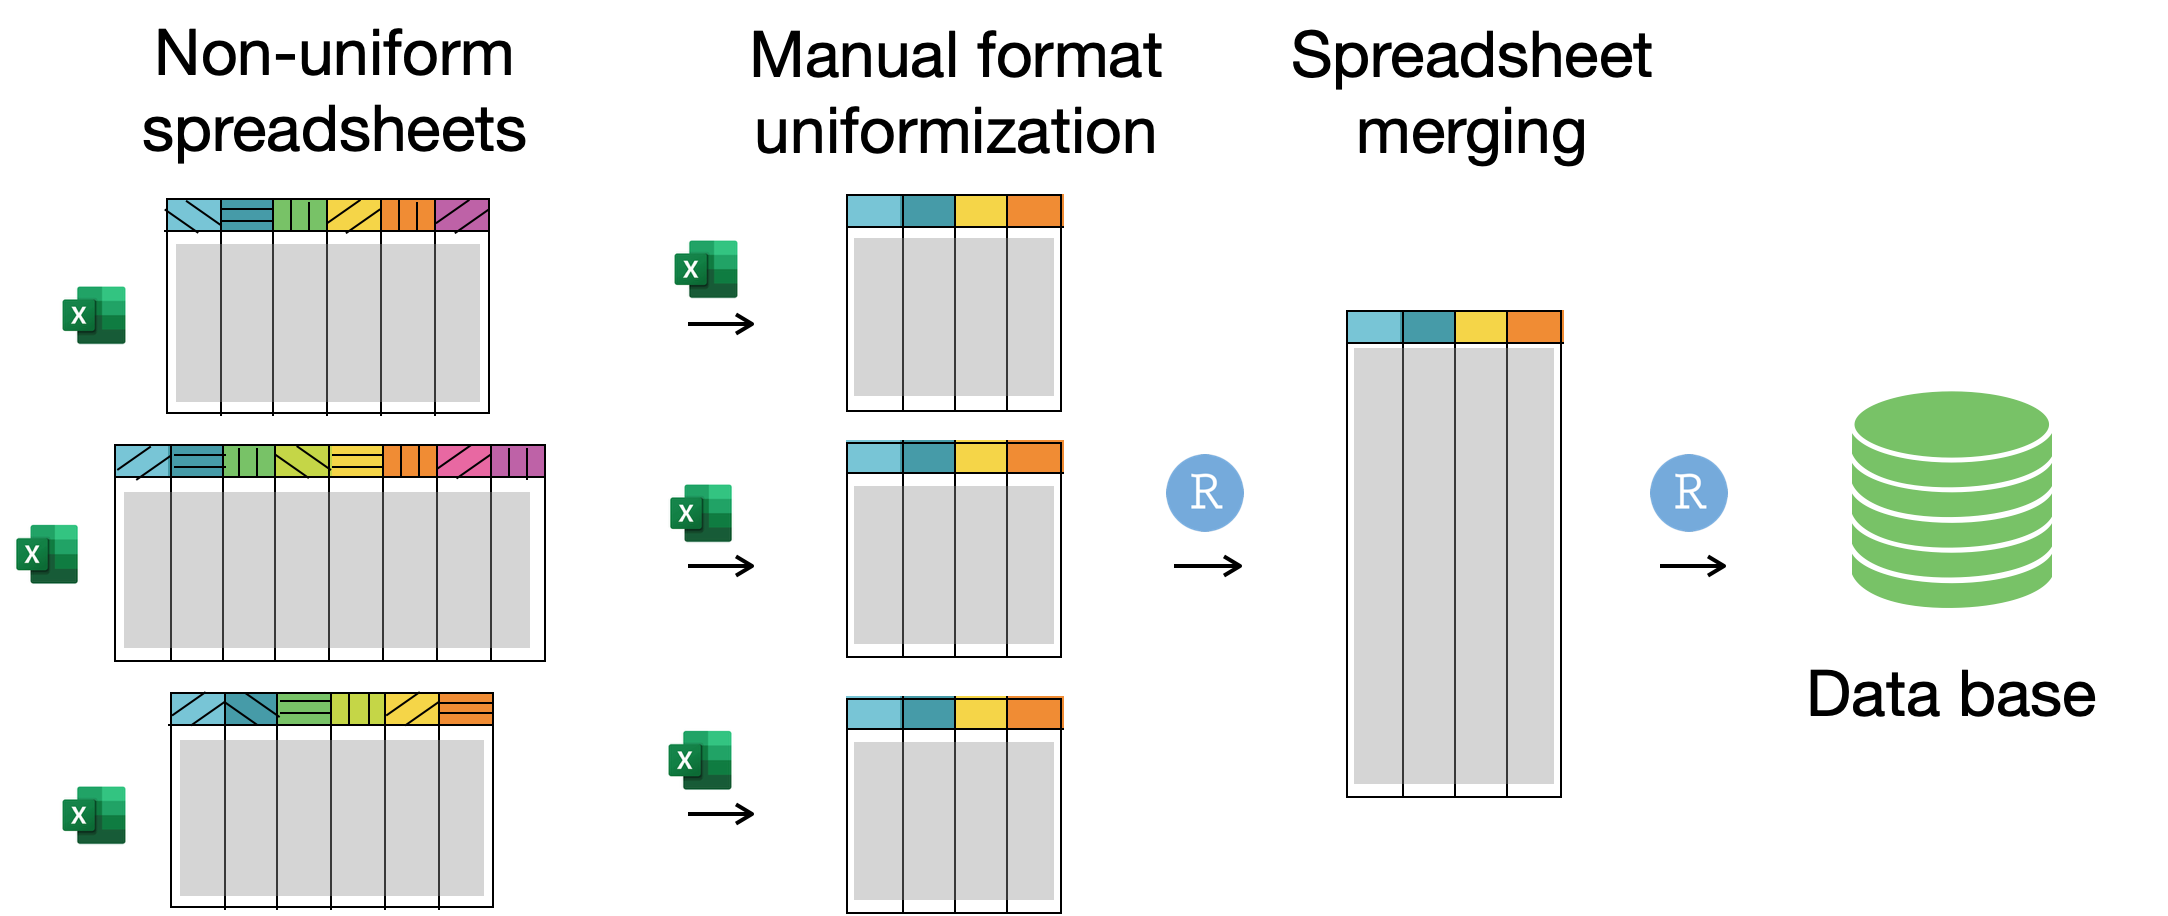 Non-uniform
spreadsheets
Manual format
uniformization
Spreadsheet
merging
X
X
X
X
X
X
R
R
Data base